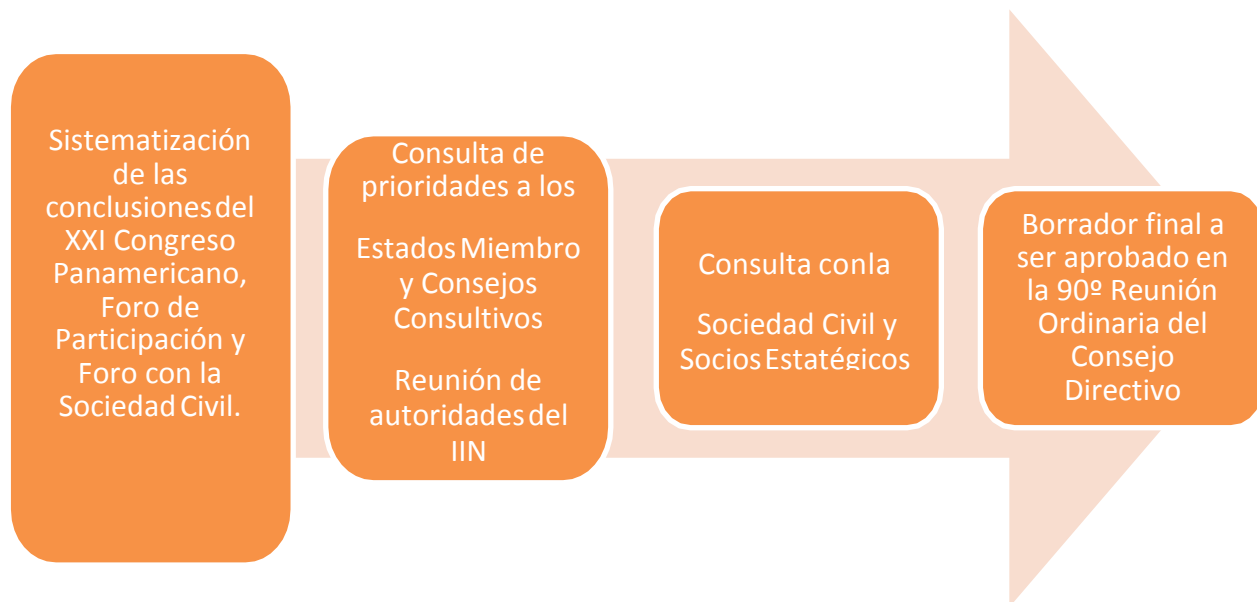 Sistematización
de las
conclusiones del
XXI Congreso
Panamericano,
Foro de
Participación y
Foro con la
Sociedad Civil.
Consulta de
prioridades a los
Estados Miembro
y Consejos
Consultivos
Reunión de
autoridades del
IIN
Consulta conla
Sociedad Civil y
Socios Estatégicos
Borrador final a
ser aprobado en
la 90º Reunión
Ordinaria del
Consejo
Directivo